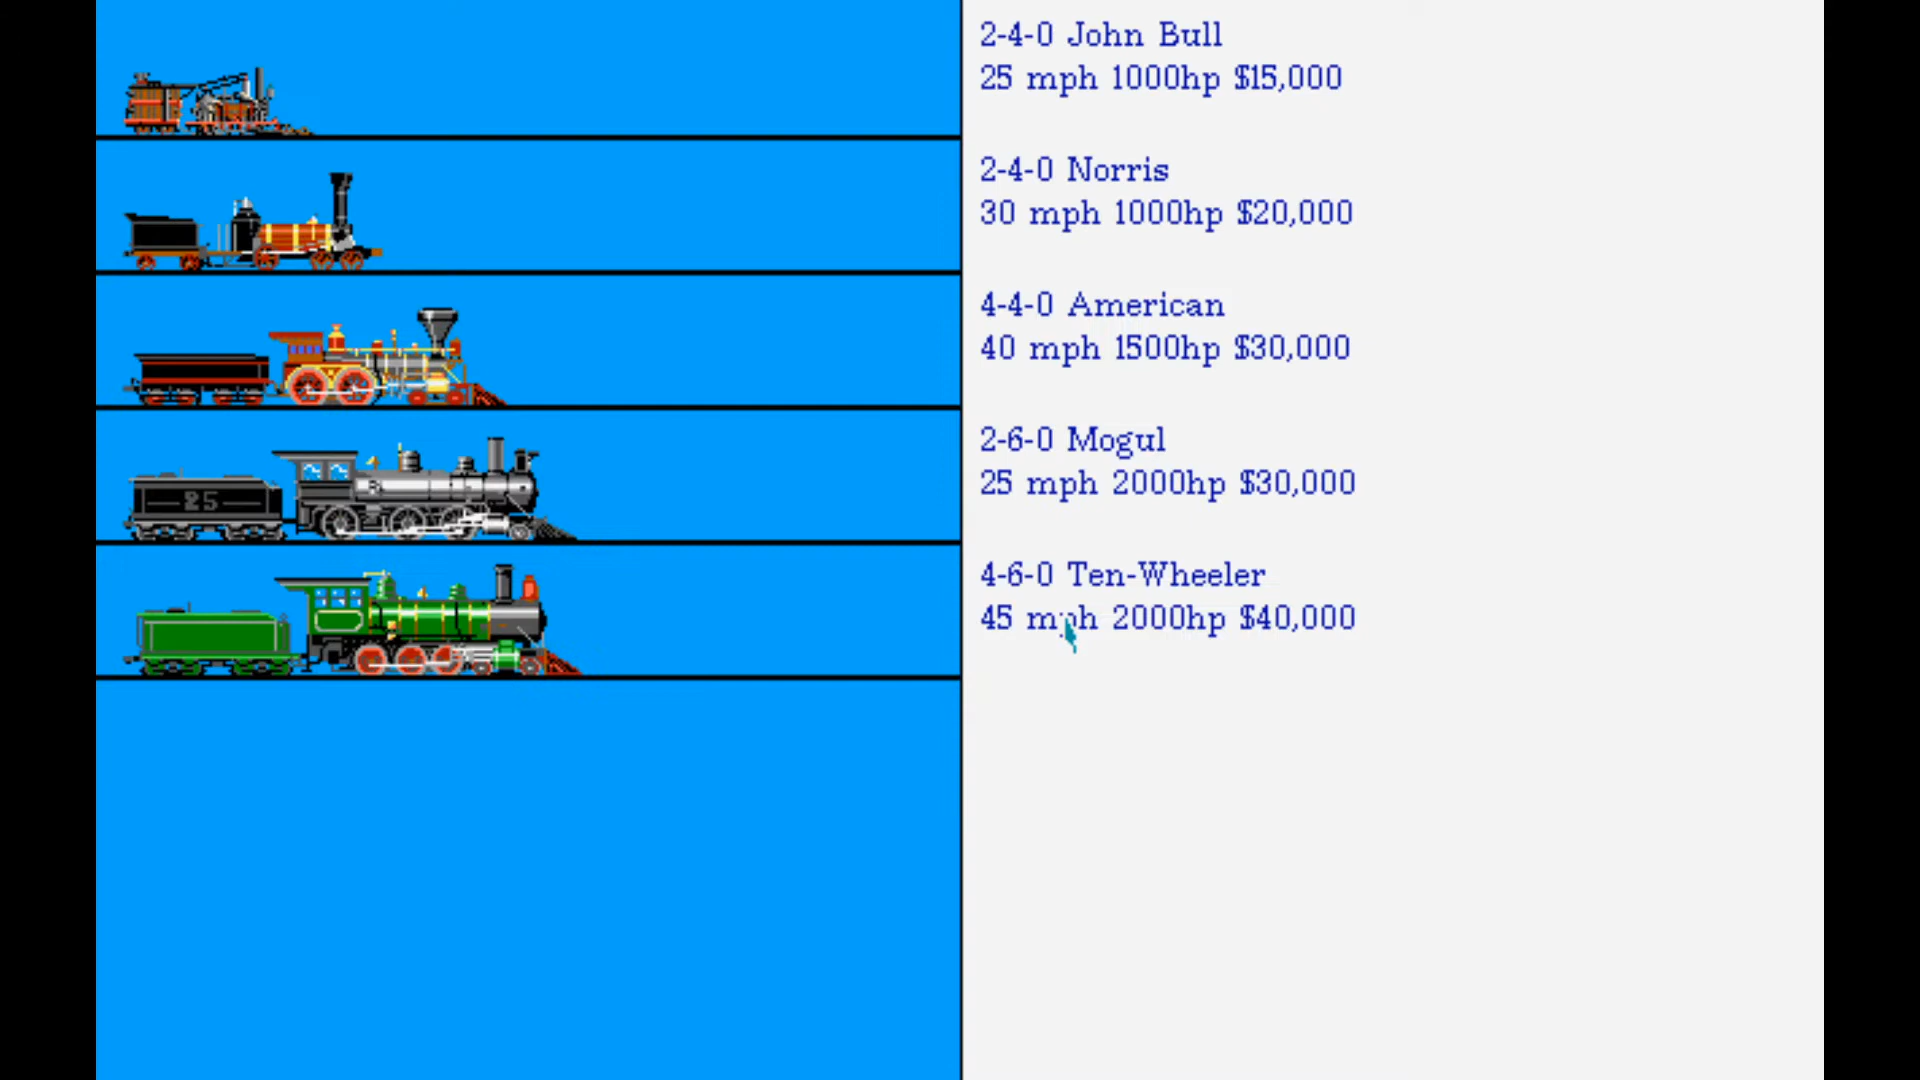 2-4-0 John Bull
25 mph 1000hp $15,000
2-4-0 Norris
30 mph 1000hp $20,000
4-4-0 American
40 mph 1500hp $30,000
2-6-0 Mogul
25 mph 2000hp $30,000
25
4-6-0 Ten-Wheeler
45 mph 2000hp $40,000